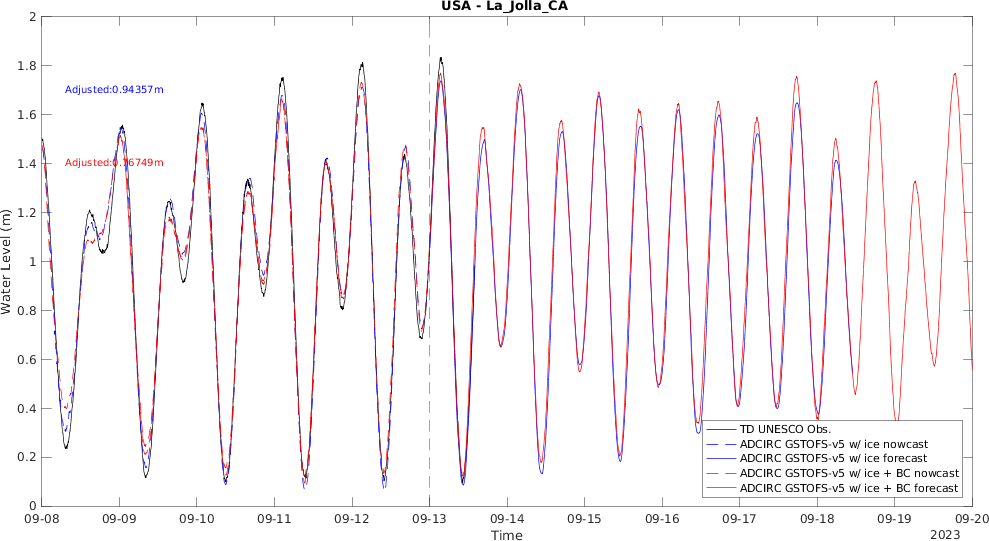 USA - La_Jolla_CA
2
1.8
1.6
1.4
1.2
1
0.8
0.6
0.4
0.2
0
Water Level (m)
Adjusted:0.94357m
Adjusted:0.76749m
TD UNESCO Obs.
ADCIRC GSTOFS-v5 w/ ice nowcast
ADCIRC GSTOFS-v5 w/ ice forecast
ADCIRC GSTOFS-v5 w/ ice + BC nowcast
ADCIRC GSTOFS-v5 w/ ice + BC forecast
09-08 09-09 09-10 09-11 09-12 09-13 09-14 09-15 09-16 09-17 09-18 09-19 09-20
Time
2023